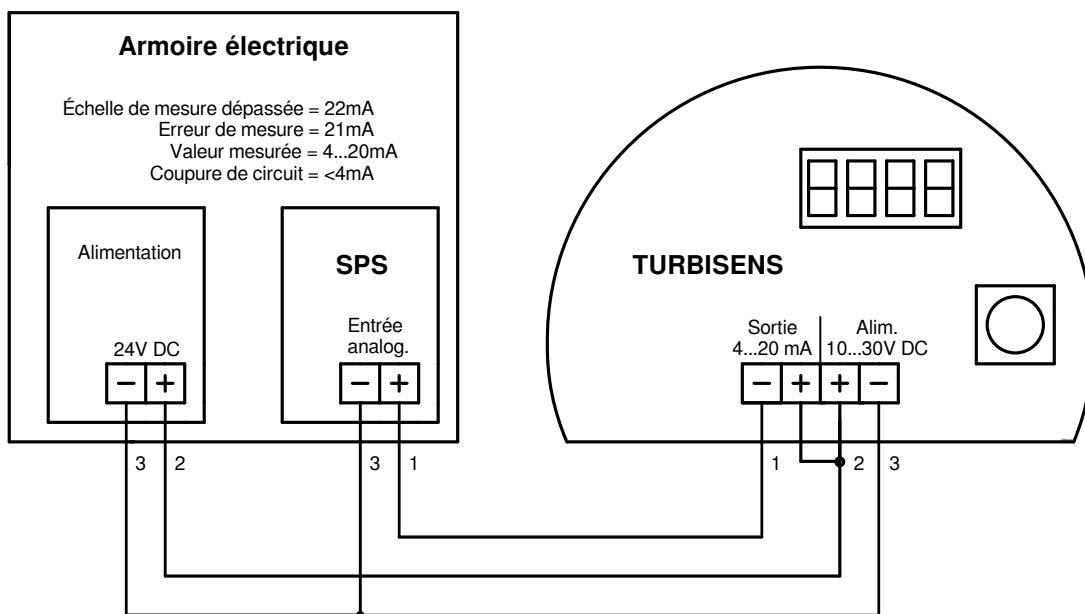 Armoire électrique
Échelle de mesure dépassée = 22mA
Erreur de mesure = 21mA
Valeur mesurée = 4...20mA
Coupure de circuit = <4mA
Alimentation
24V DC
− +
SPS
Entrée
analog.
− +
TURBISENS
Sortie
4...20 mA
Alim.
10...30V DC
− + + −
3 2 3 1 1 2 3